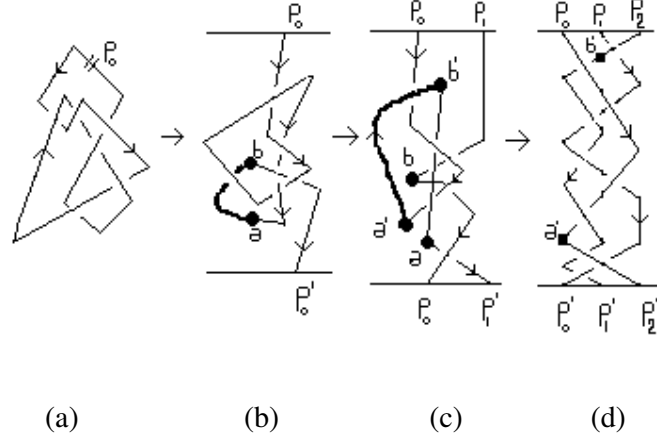 P₀ P₀ P₁ P₀ P₁ P₂
P₀
b' b'
b b
a a' a a'
P₀' P₀ P₁' P₀' P₁' P₂'
(a) (b) (c) (d)